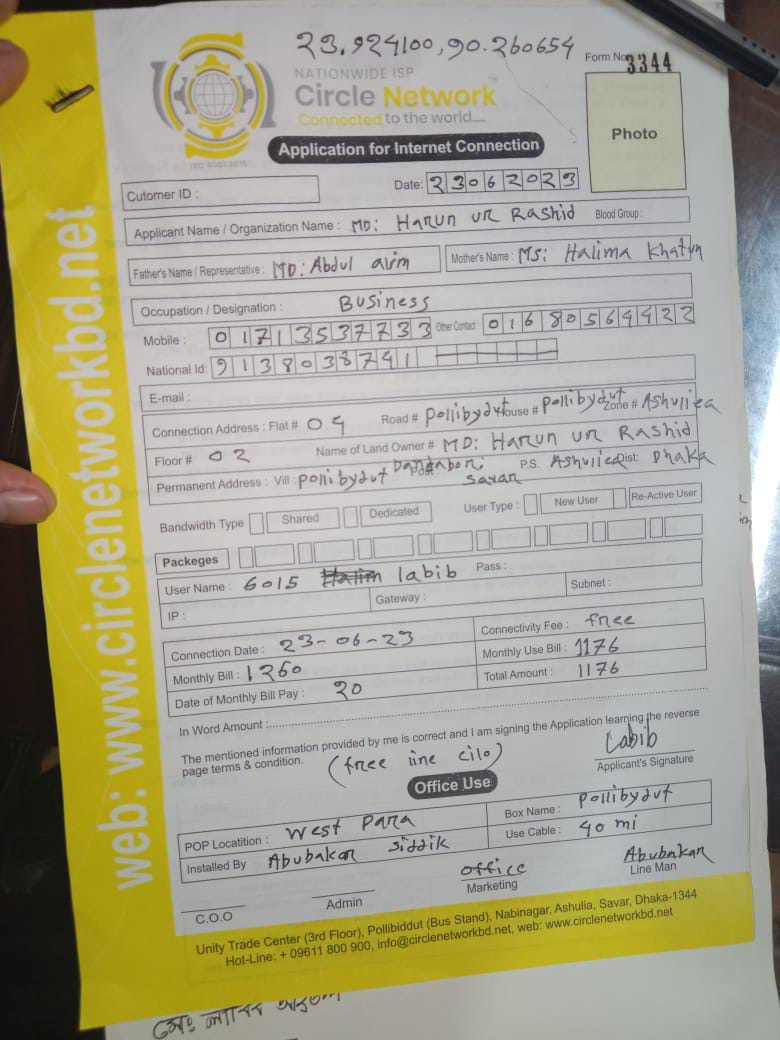 23.924100,90.260654
Form No: 3344
NATIONWIDE ISP
Circle Network
Connected to the world.....
ISO 9001:2015
Photo
Application for Internet Connection
Cutomer ID :
Date: 23062023
Applicant Name / Organization Name : MD: Harun ur Rashid Blood Group :
Father's Name / Representative : MD: Abdul Mother's Name : MS: Halima Khatun
Occupation / Designation : Business
Mobile : 01713537733 Other Contact : 01680564422
National Id: 9138038741
E-mail :
Connection Address : Flat # 04 Road # pollibydut House # pollibydut Zone # Ashuliea
Floor # 02 Name of Land Owner # MD: Harun ur Rashid
Permanent Address : Vill : pollibydut Post: savar P.S. Ashuliea Dist: Dhaka
Bandwidth Type Shared Dedicated User Type : New User Re-Active User
Packeges
User Name : 6015 labib Pass :
IP : Gateway : Subnet :
Connection Date : 23-06-23 Connectivity Fee : free
Monthly Bill : 1260 Monthly Use Bill : 1176
Date of Monthly Bill Pay : 20 Total Amount : 1176
In Word Amount :
The mentioned information provided by me is correct and I am signing the Application learning the reverse
page terms & condition. (free line cilo) Labib
Applicant's Signature
Office Use
POP Locatition : West Para Box Name : pollibydut
Installed By Abubakar Siddik Use Cable : 40 mi
office Abubakar
C.O.O Admin Marketing Line Man
Unity Trade Center (3rd Floor), Pollibiddut (Bus Stand), Nabinagar, Ashulia, Savar, Dhaka-1344
Hot-Line: + 09611 800 900, info@circlenetworkbd.net, web: www.circlenetworkbd.net
web: www.circlenetworkbd.net